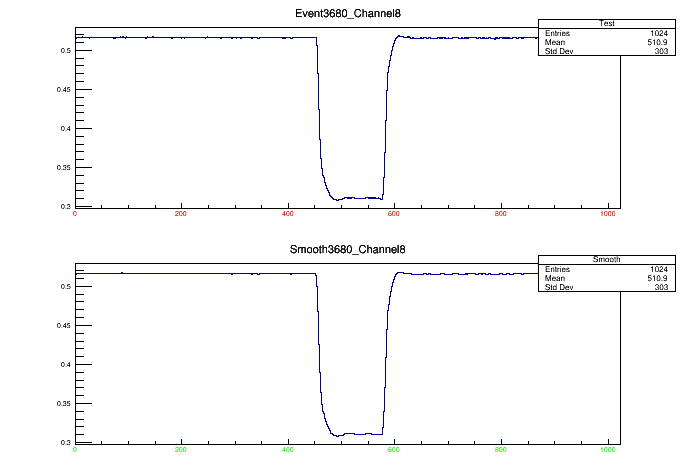 Event3680_Channel8
Test
Entries 1024
Mean 510.9
Std Dev 303
0.5
0.45
0.4
0.35
0.3
0 200 400 600 800 1000
Smooth3680_Channel8
Smooth
Entries 1024
Mean 510.9
Std Dev 303
0.5
0.45
0.4
0.35
0.3
0 200 400 600 800 1000